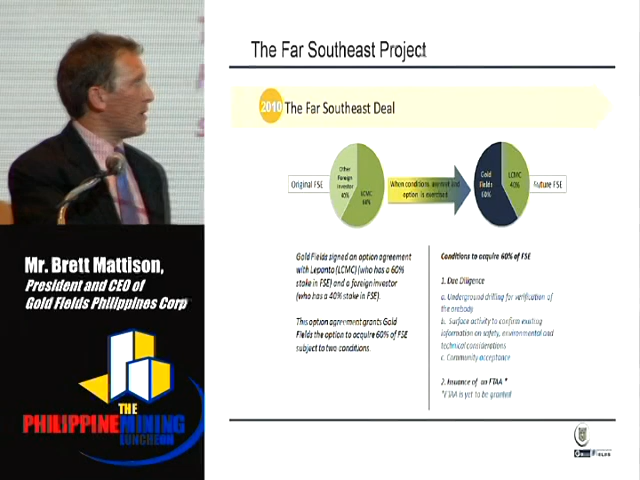 The Far Southeast Project
2010 The Far Southeast Deal
Original FSE
Other
Foreign
Investor
40%
LCMC
60%
When conditions are met and
option is exercised
Gold
Fields
60%
LCMC
40%
Future FSE
Gold Fields signed an option agreement
with Lepanto (LCMC) (who has a 60%
stake in FSE) and a foreign investor
(who has a 40% stake in FSE).
This option agreement grants Gold
Fields the option to acquire 60% of FSE
subject to two conditions.
Conditions to acquire 60% of FSE
1. Due Diligence
a. Underground drilling for verification of
the orebody
b. Surface activity to confirm existing
information on safety, environmental and
technical considerations
c. Community acceptance
2. Issuance of an FTAA *
*FTAA is yet to be granted
Mr. Brett Mattison,
President and CEO of
Gold Fields Philippines Corp
THE
PHILIPPINE MINING
LUNCHEON
GOLD FIELDS